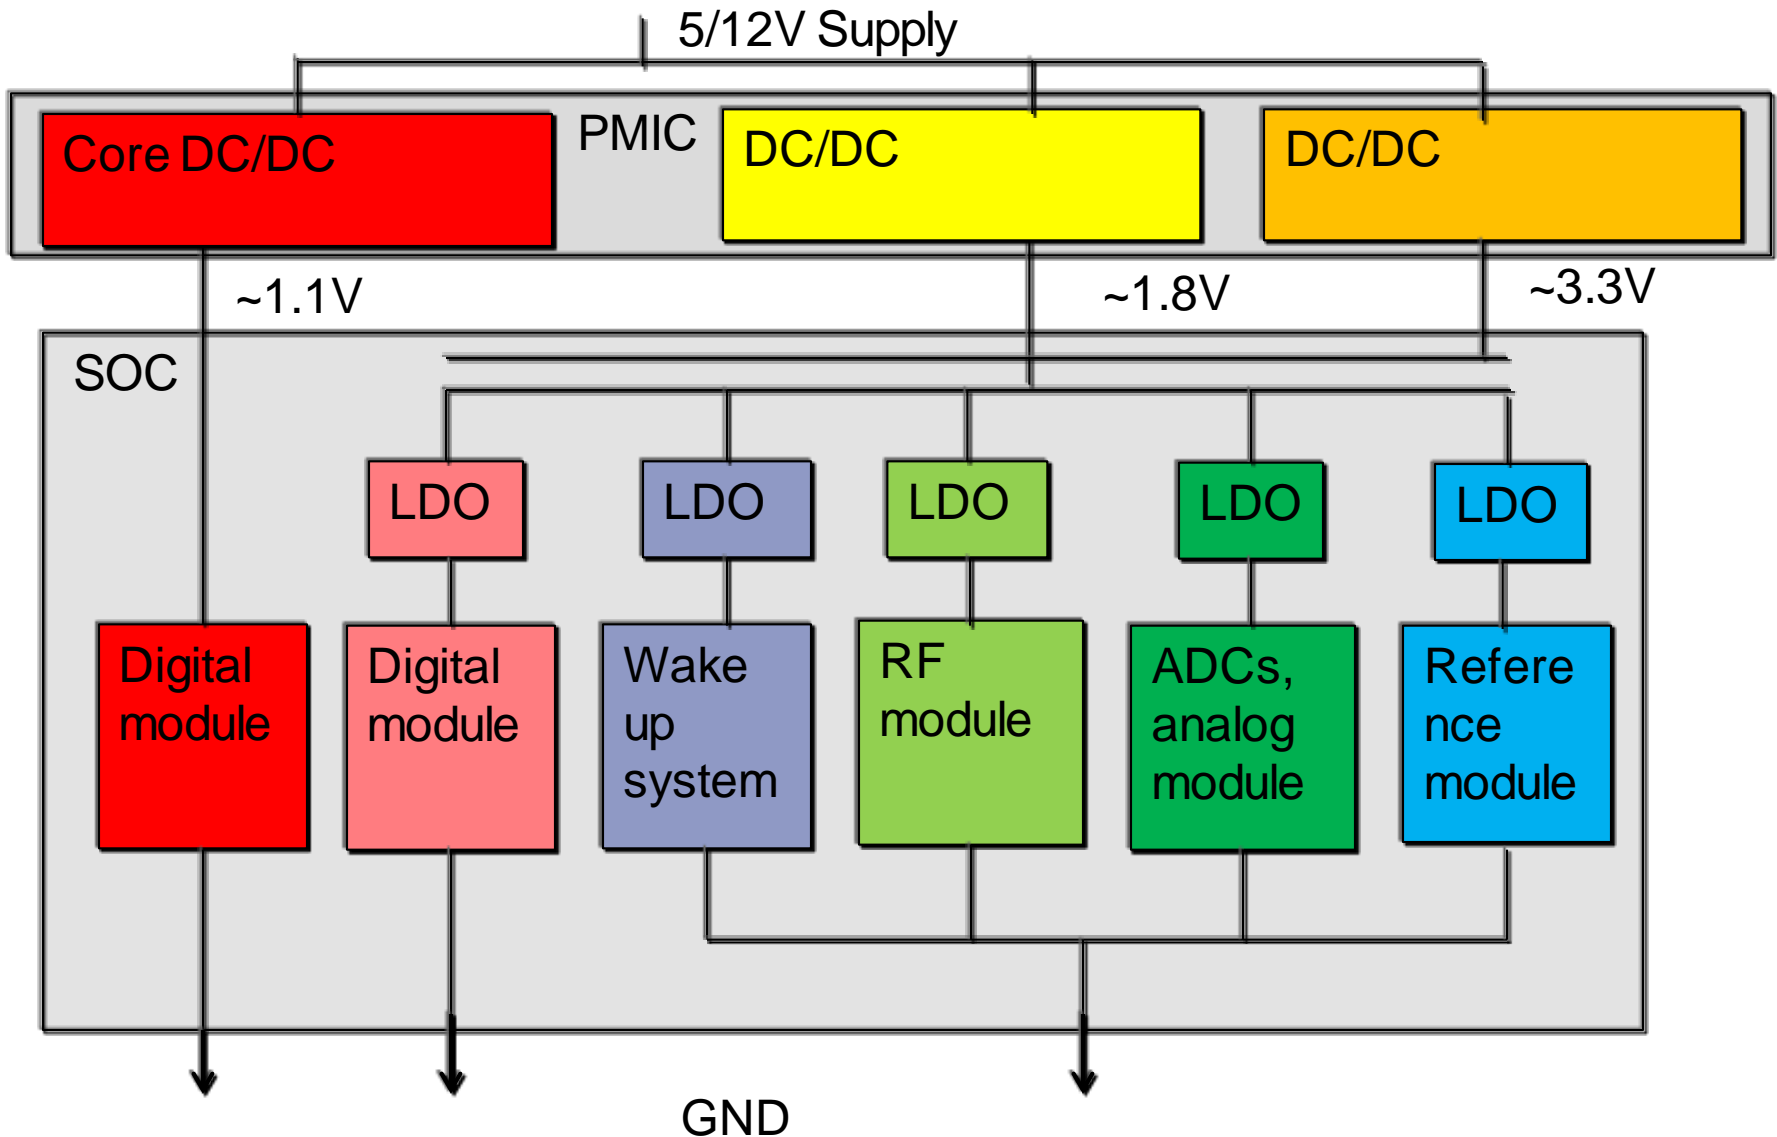 5/12V Supply
Core DC/DC
PMIC
DC/DC
DC/DC
~1.1V
~1.8V
~3.3V
SOC
LDO
LDO
LDO
LDO
LDO
Digital
module
Digital
module
Wake
up
system
RF
module
ADCs,
analog
module
Refere
nce
module
GND